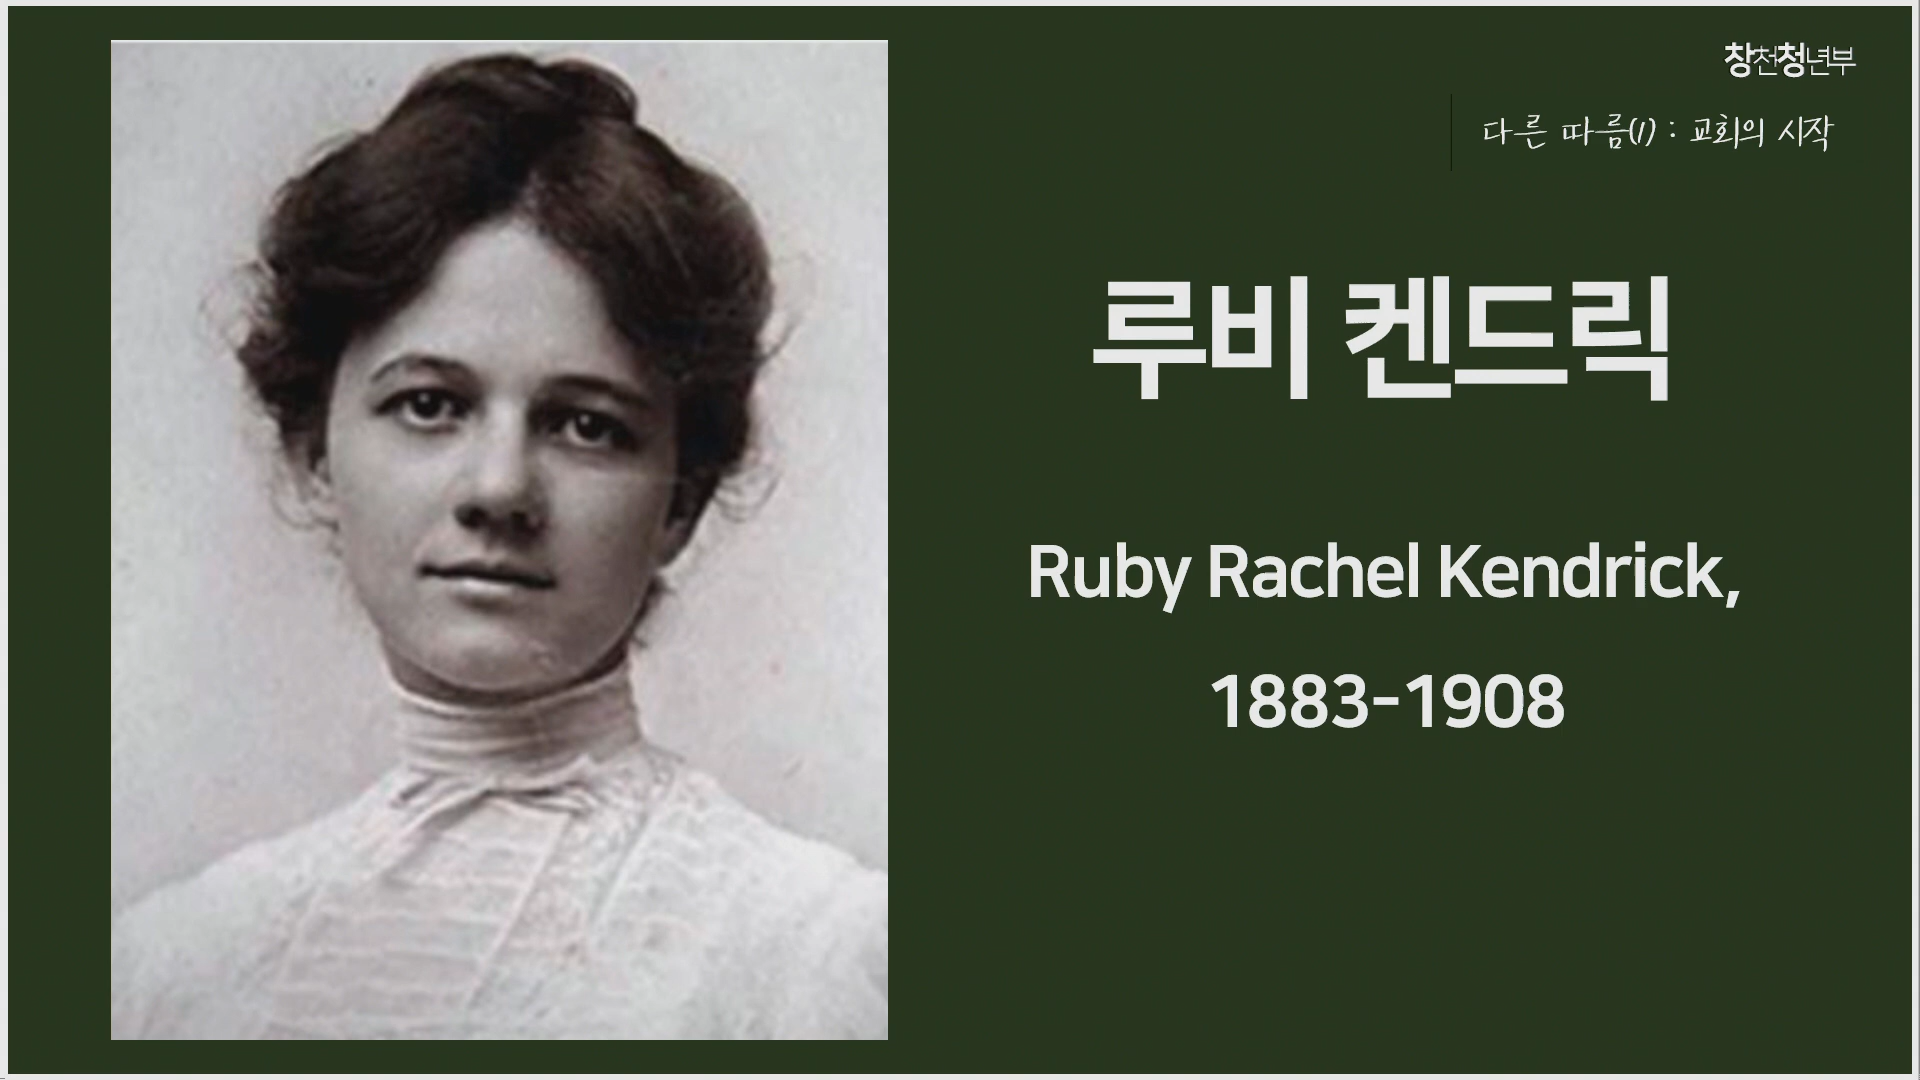 창천청년부
다른 따름(1) : 교회의 시작
루비 켄드릭
Ruby Rachel Kendrick,
1883-1908